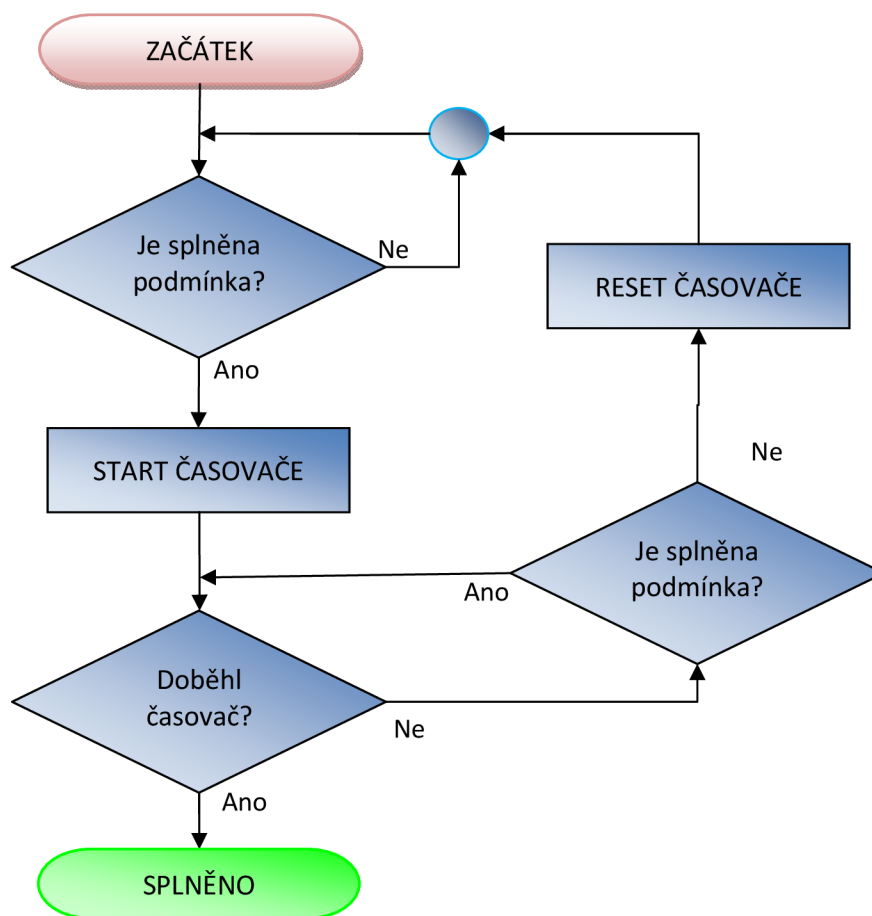 ZAČÁTEK
Je splněna
podmínka?
Ne
RESET ČASOVAČE
Ano
START ČASOVAČE
Ne
Je splněna
podmínka?
Ano
Doběhl
časovač?
Ne
Ano
SPLNĚNO